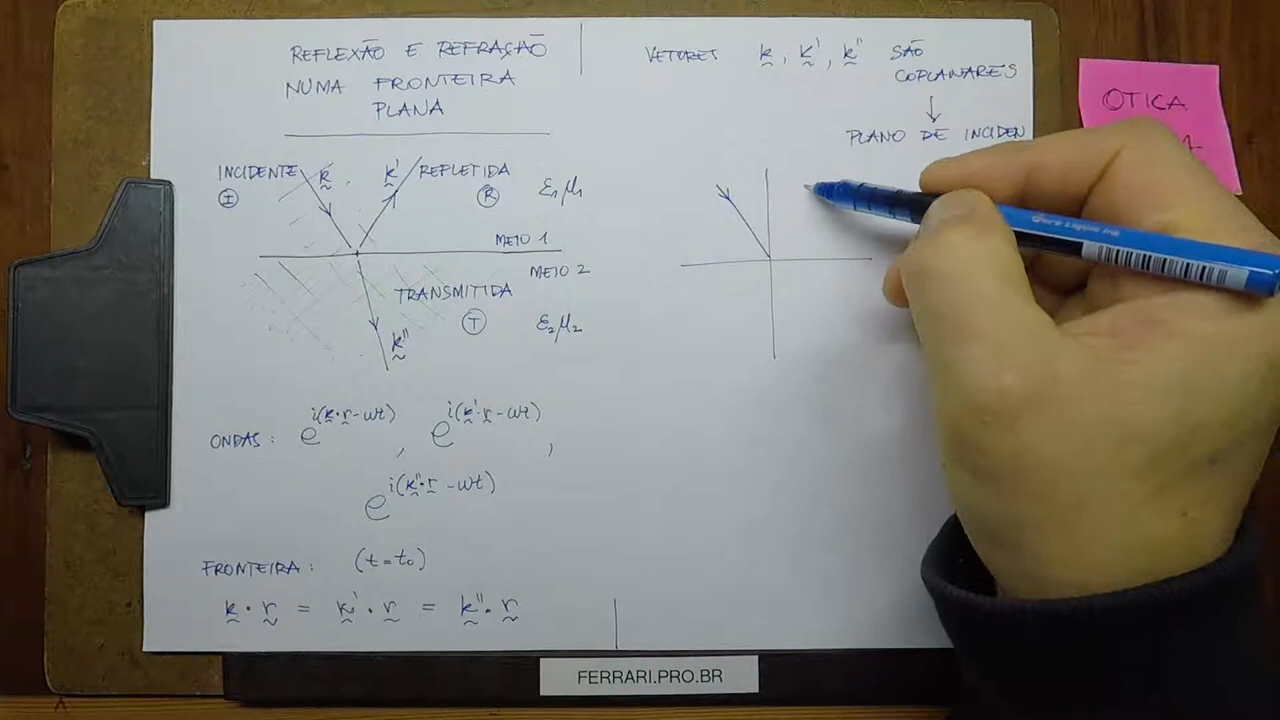 REFLEXÃO E REFRAÇÃO
NUMA FRONTEIRA
PLANA
INCIDENTE
I
k
k'
REFLETIDA
R
ε₁μ₁
MEIO 1
MEIO 2
TRANSMITIDA
T
ε₂μ₂
k"
ONDAS: e^i(k·r-ωt), e^i(k'·r-ωt),
e^i(k"·r-ωt)
FRONTEIRA: (t=t₀)
k·r = k'·r = k"·r
VETORES k, k', k" SÃO
COPLANARES
↓
PLANO DE INCIDEN
OTICA
FERRARI.PRO.BR